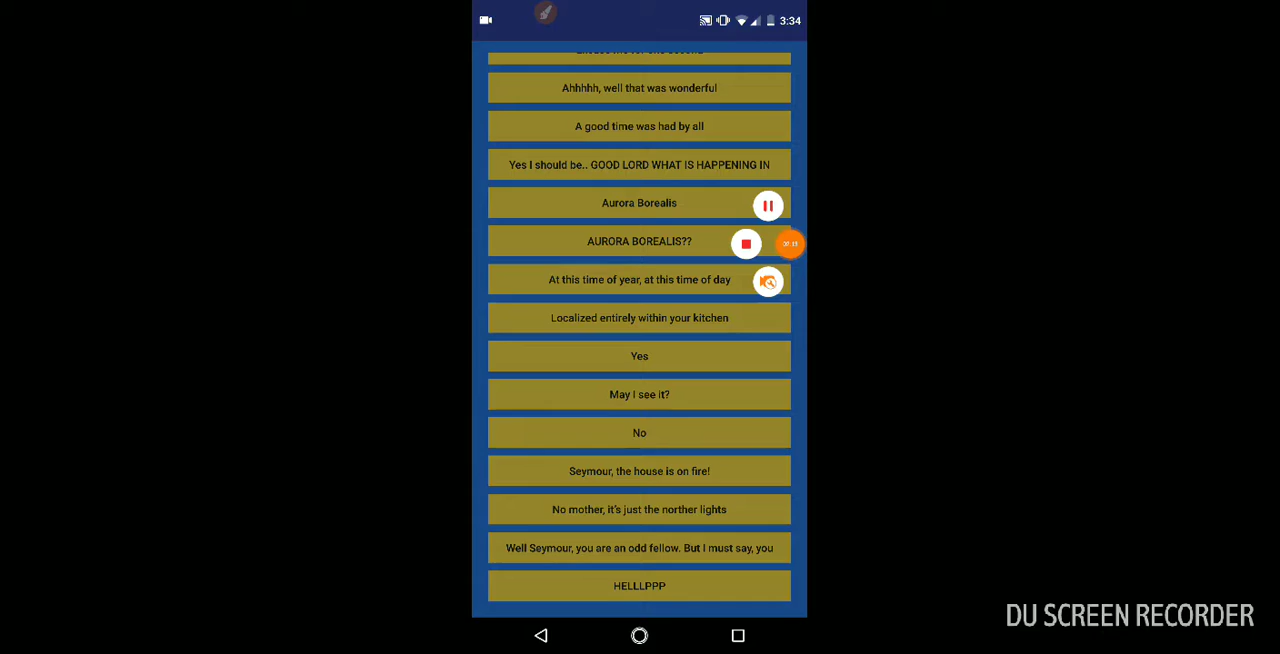 3:34
Ahhhhh, well that was wonderful
A good time was had by all
Yes I should be.. GOOD LORD WHAT IS HAPPENING IN
Aurora Borealis
AURORA BOREALIS??
At this time of year, at this time of day
Localized entirely within your kitchen
Yes
May I see it?
No
Seymour, the house is on fire!
No mother, it's just the norther lights
Well Seymour, you are an odd fellow. But I must say, you
HELLLPPP
DU SCREEN RECORDER